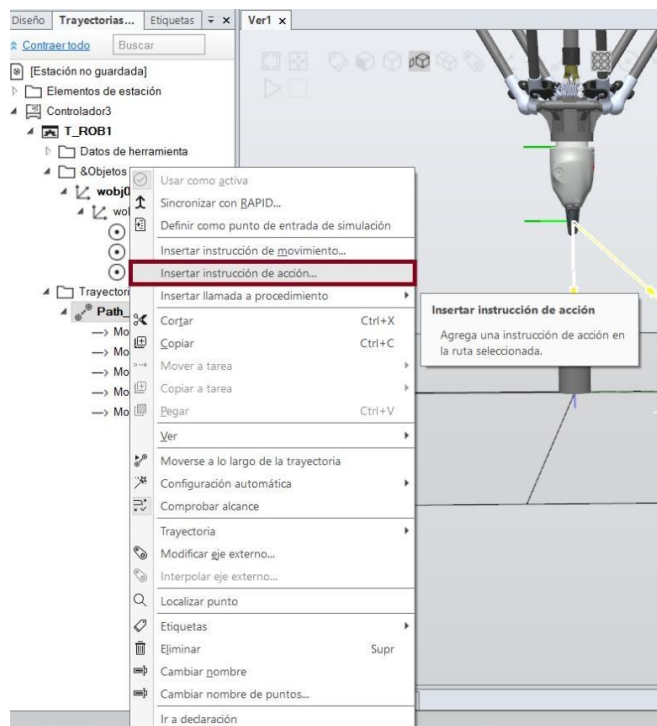 Diseño Trayectorias... Etiquetas
Ver1
Contraer todo
Buscar
[Estación no guardada]
Elementos de estación
Controlador3
T_ROB1
Datos de herramienta
&Objetos
wobj0
wo
Trayector
Path_
Mo
Mo
Mo
Mo
Mo
Usar como activa
Sincronizar con RAPID...
Definir como punto de entrada de simulación
Insertar instrucción de movimiento...
Insertar instrucción de acción...
Insertar llamada a procedimiento
Cortar Ctrl+X
Copiar Ctrl+C
Mover a tarea
Copiar a tarea
Pegar Ctrl+V
Ver
Moverse a lo largo de la trayectoria
Configuración automática
Comprobar alcance
Trayectoria
Modificar eje externo...
Interpolar eje externo...
Localizar punto
Etiquetas
Eliminar Supr
Cambiar nombre
Cambiar nombre de puntos...
Ir a declaración
Insertar instrucción de acción
Agrega una instrucción de acción en
la ruta seleccionada.